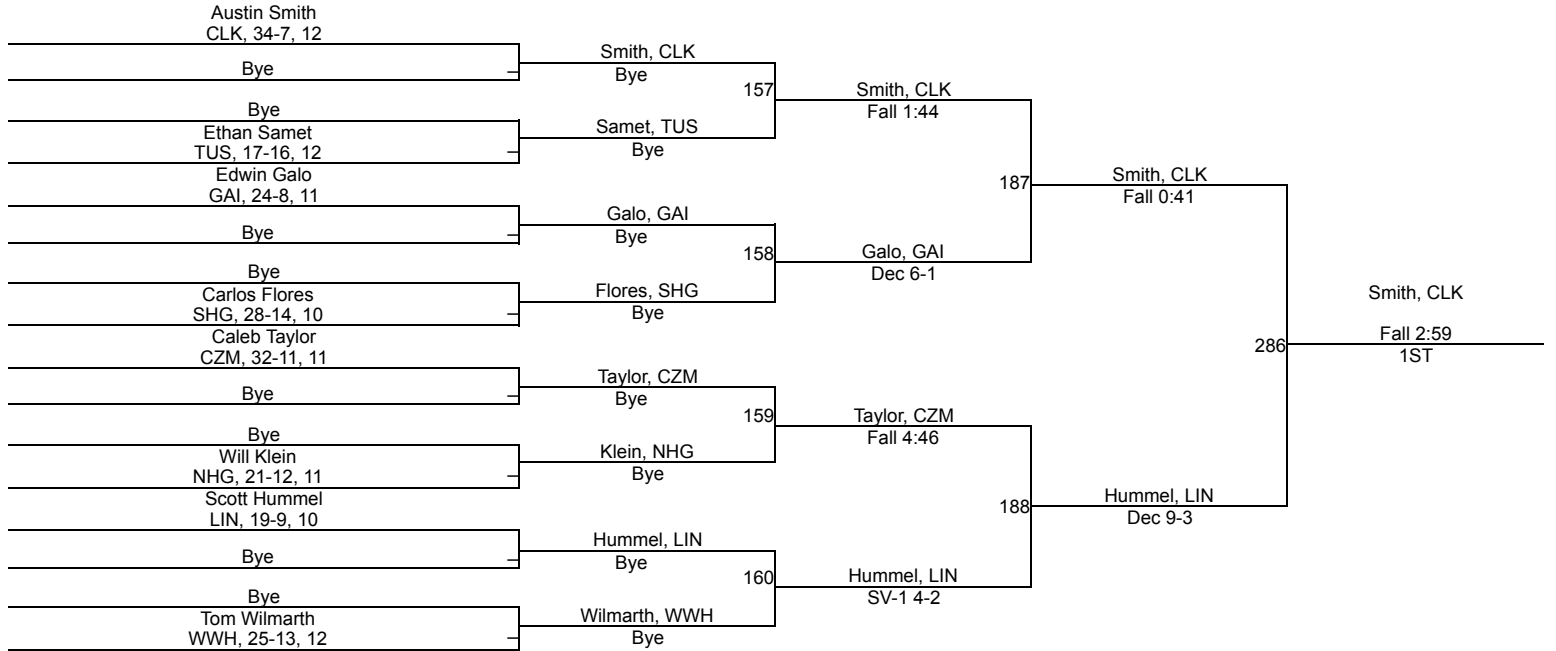 Austin Smith
CLK, 34-7, 12
Bye
Bye
Ethan Samet
TUS, 17-16, 12
Edwin Galo
GAI, 24-8, 11
Bye
Bye
Carlos Flores
SHG, 28-14, 10
Caleb Taylor
CZM, 32-11, 11
Bye
Bye
Will Klein
NHG, 21-12, 11
Scott Hummel
LIN, 19-9, 10
Bye
Bye
Tom Wilmarth
WWH, 25-13, 12
Smith, CLK
Bye
157
Samet, TUS
Bye
Galo, GAI
Bye
158
Flores, SHG
Bye
Taylor, CZM
Bye
159
Klein, NHG
Bye
Hummel, LIN
Bye
160
Wilmarth, WWH
Bye
Smith, CLK
Fall 1:44
187
Galo, GAI
Dec 6-1
Taylor, CZM
Fall 4:46
188
Hummel, LIN
SV-1 4-2
Smith, CLK
Fall 0:41
286
Hummel, LIN
Dec 9-3
Smith, CLK
Fall 2:59
1ST